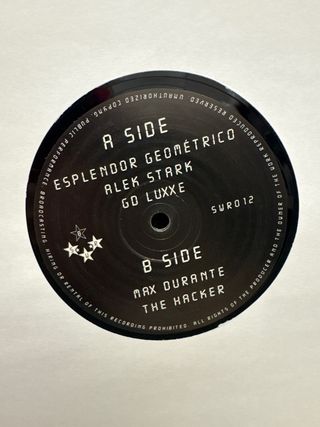 A SIDE
ESPLENDOR GEOMÉTRICO
ALEK STARK
GD LUXXE
SVR012
B SIDE
MAX DURANTE
THE HACKER
ALL RIGHTS OF THE PRODUCER AND THE OWNER OF THE WORK REPRODUCED RESERVED. UNAUTHORIZED COPYING, PUBLIC PERFORMANCE, BROADCASTING, HIRING OR RENTAL OF THIS RECORDING PROHIBITED.